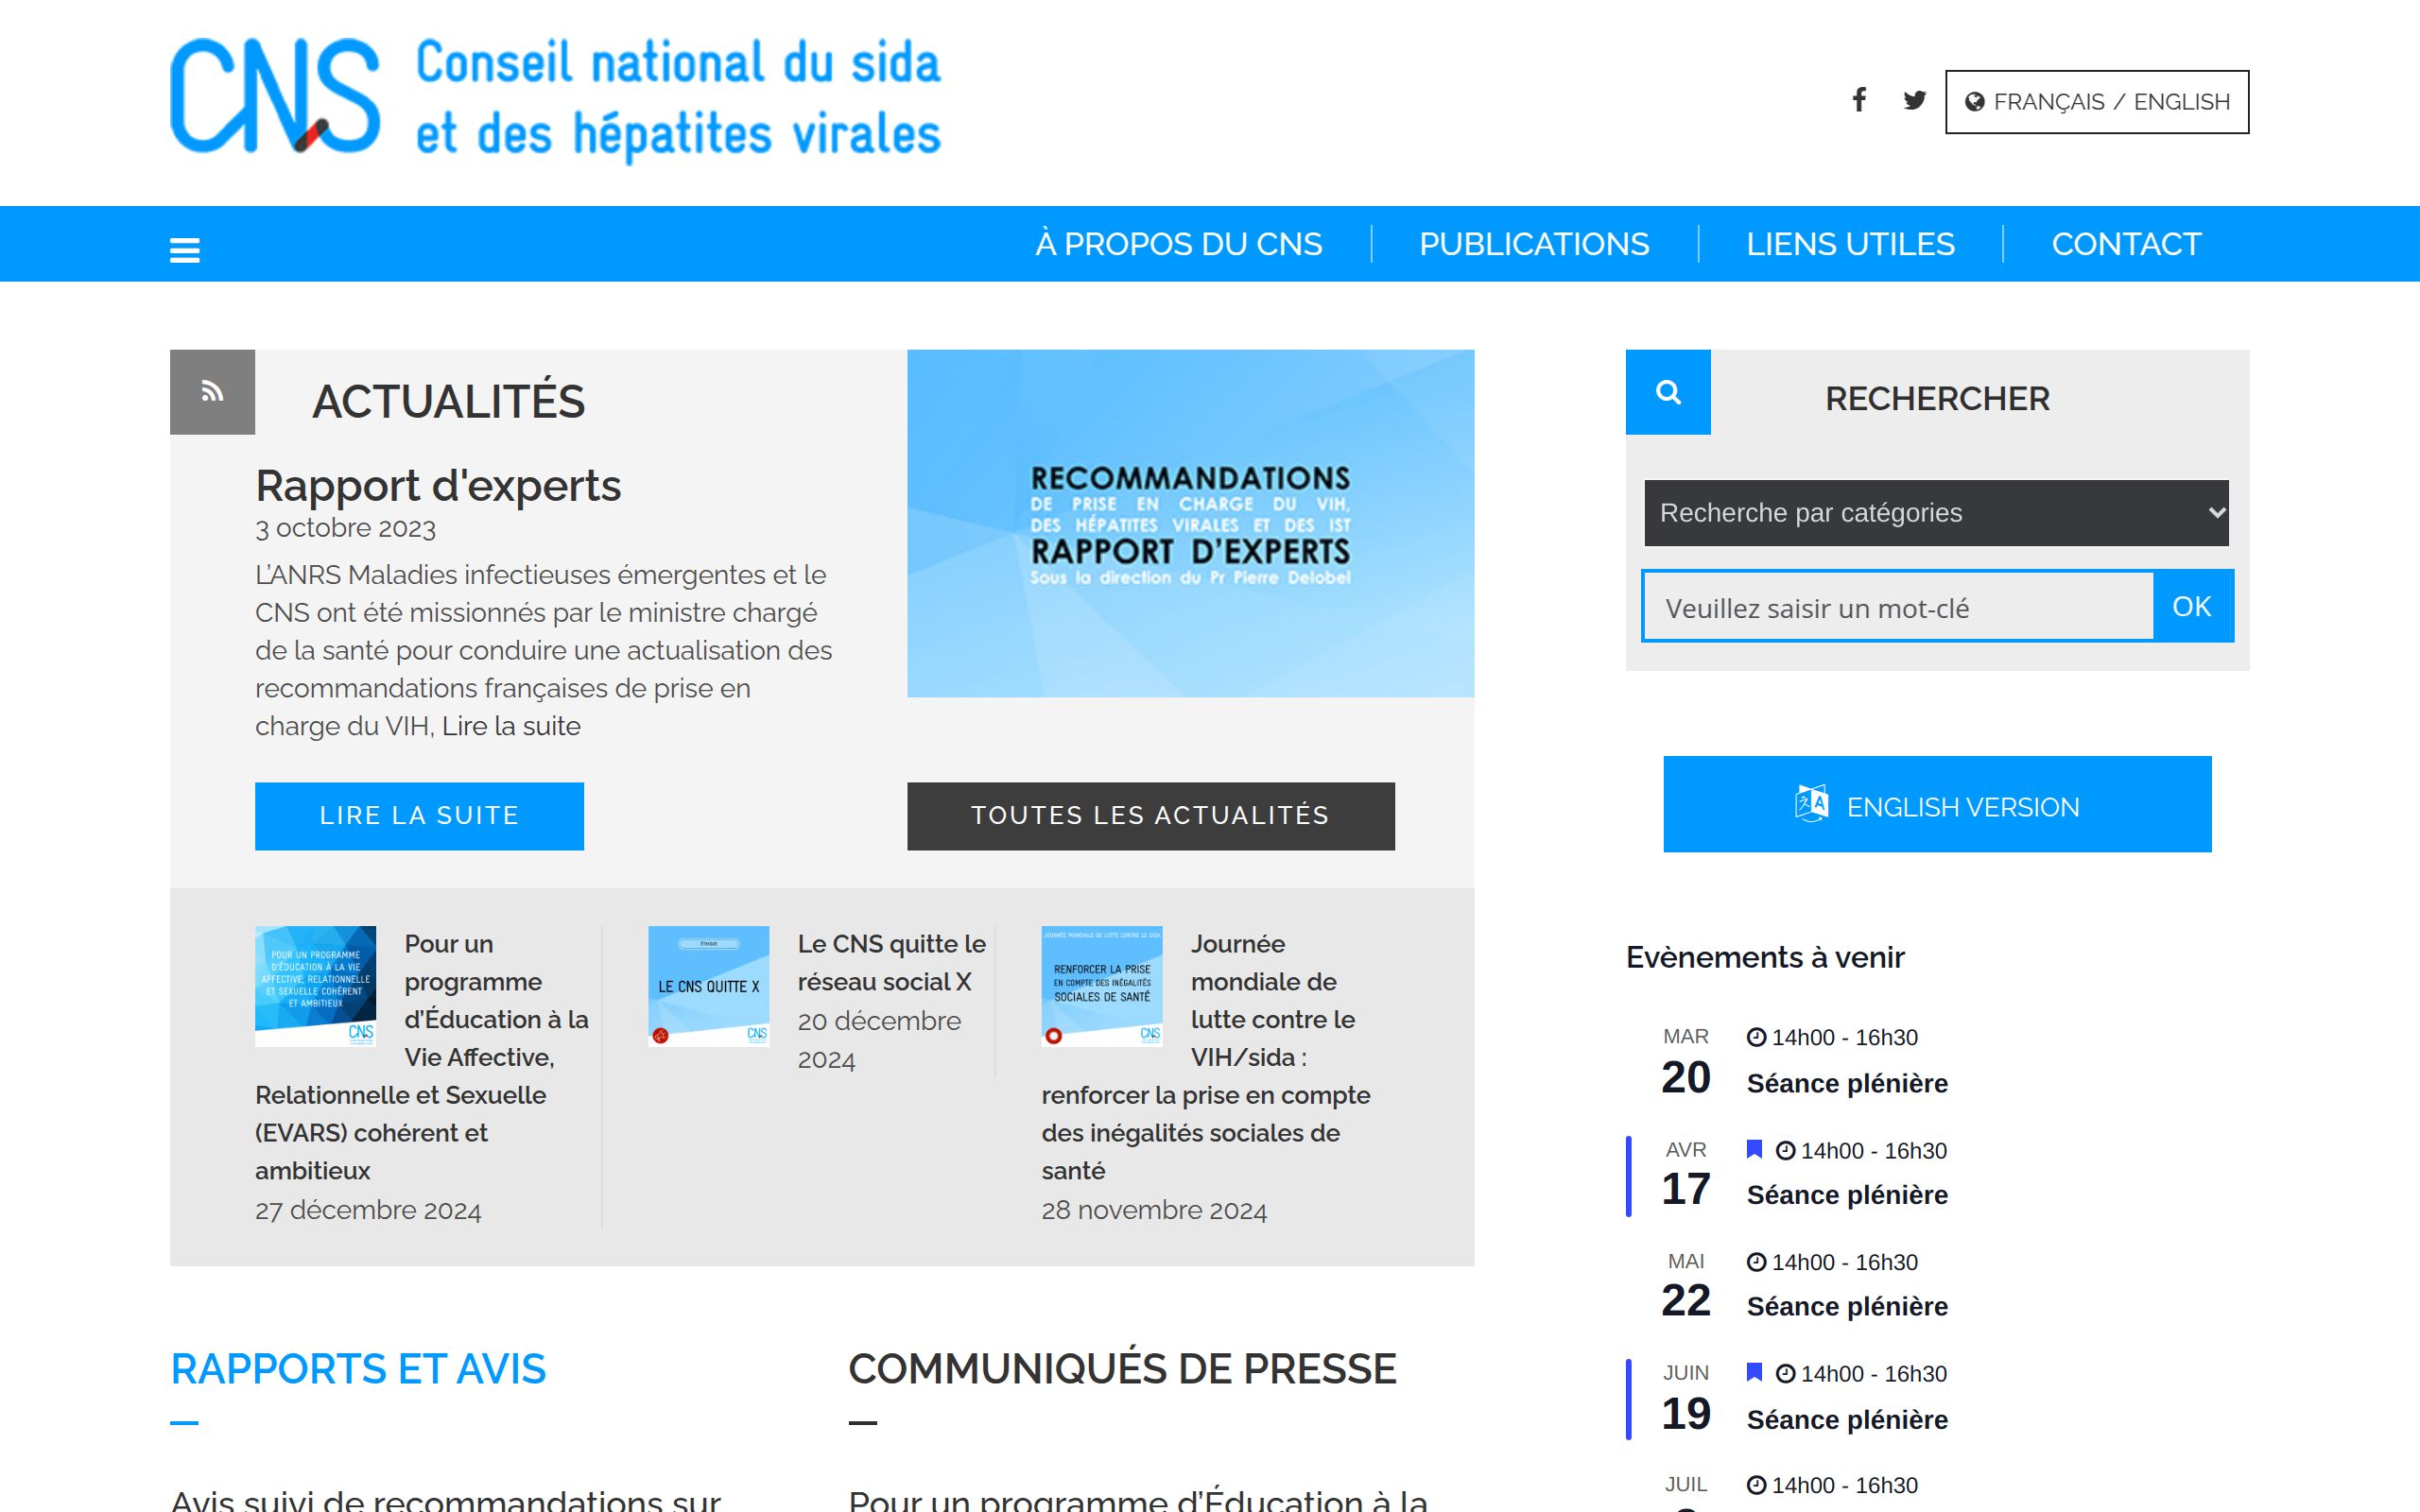 CNS
Conseil national du sida
et des hépatites virales
FRANÇAIS / ENGLISH
À PROPOS DU CNS
PUBLICATIONS
LIENS UTILES
CONTACT
ACTUALITÉS
Rapport d'experts
3 octobre 2023
L'ANRS Maladies infectieuses émergentes et le
CNS ont été missionnés par le ministre chargé
de la santé pour conduire une actualisation des
recommandations françaises de prise en
charge du VIH, Lire la suite
RECOMMANDATIONS
DE PRISE EN CHARGE DU VIH,
DES HÉPATITES VIRALES ET DES IST
RAPPORT D'EXPERTS
Sous la direction du Pr Pierre Delobel
LIRE LA SUITE
TOUTES LES ACTUALITÉS
POUR UN PROGRAMME
D'ÉDUCATION À LA VIE
AFFECTIVE, RELATIONNELLE
ET SEXUELLE COHÉRENT
ET AMBITIEUX
CNS
Pour un
programme
d'Éducation à la
Vie Affective,
Relationnelle et Sexuelle
(EVARS) cohérent et
ambitieux
27 décembre 2024
LE CNS QUITTE X
CNS
Le CNS quitte le
réseau social X
20 décembre
2024
JOURNÉE MONDIALE DE LUTTE CONTRE LE SIDA
RENFORCER LA PRISE
EN COMPTE DES INÉGALITÉS
SOCIALES DE SANTÉ
CNS
Journée
mondiale de
lutte contre le
VIH/sida :
renforcer la prise en compte
des inégalités sociales de
santé
28 novembre 2024
RAPPORTS ET AVIS
Avis suivi de recommandations sur
COMMUNIQUÉS DE PRESSE
Pour un programme d'Éducation à la
RECHERCHER
Recherche par catégories
Veuillez saisir un mot-clé
OK
ENGLISH VERSION
Evènements à venir
MAR
20
14h00 - 16h30
Séance plénière
AVR
17
14h00 - 16h30
Séance plénière
MAI
22
14h00 - 16h30
Séance plénière
JUIN
19
14h00 - 16h30
Séance plénière
JUIL
14h00 - 16h30